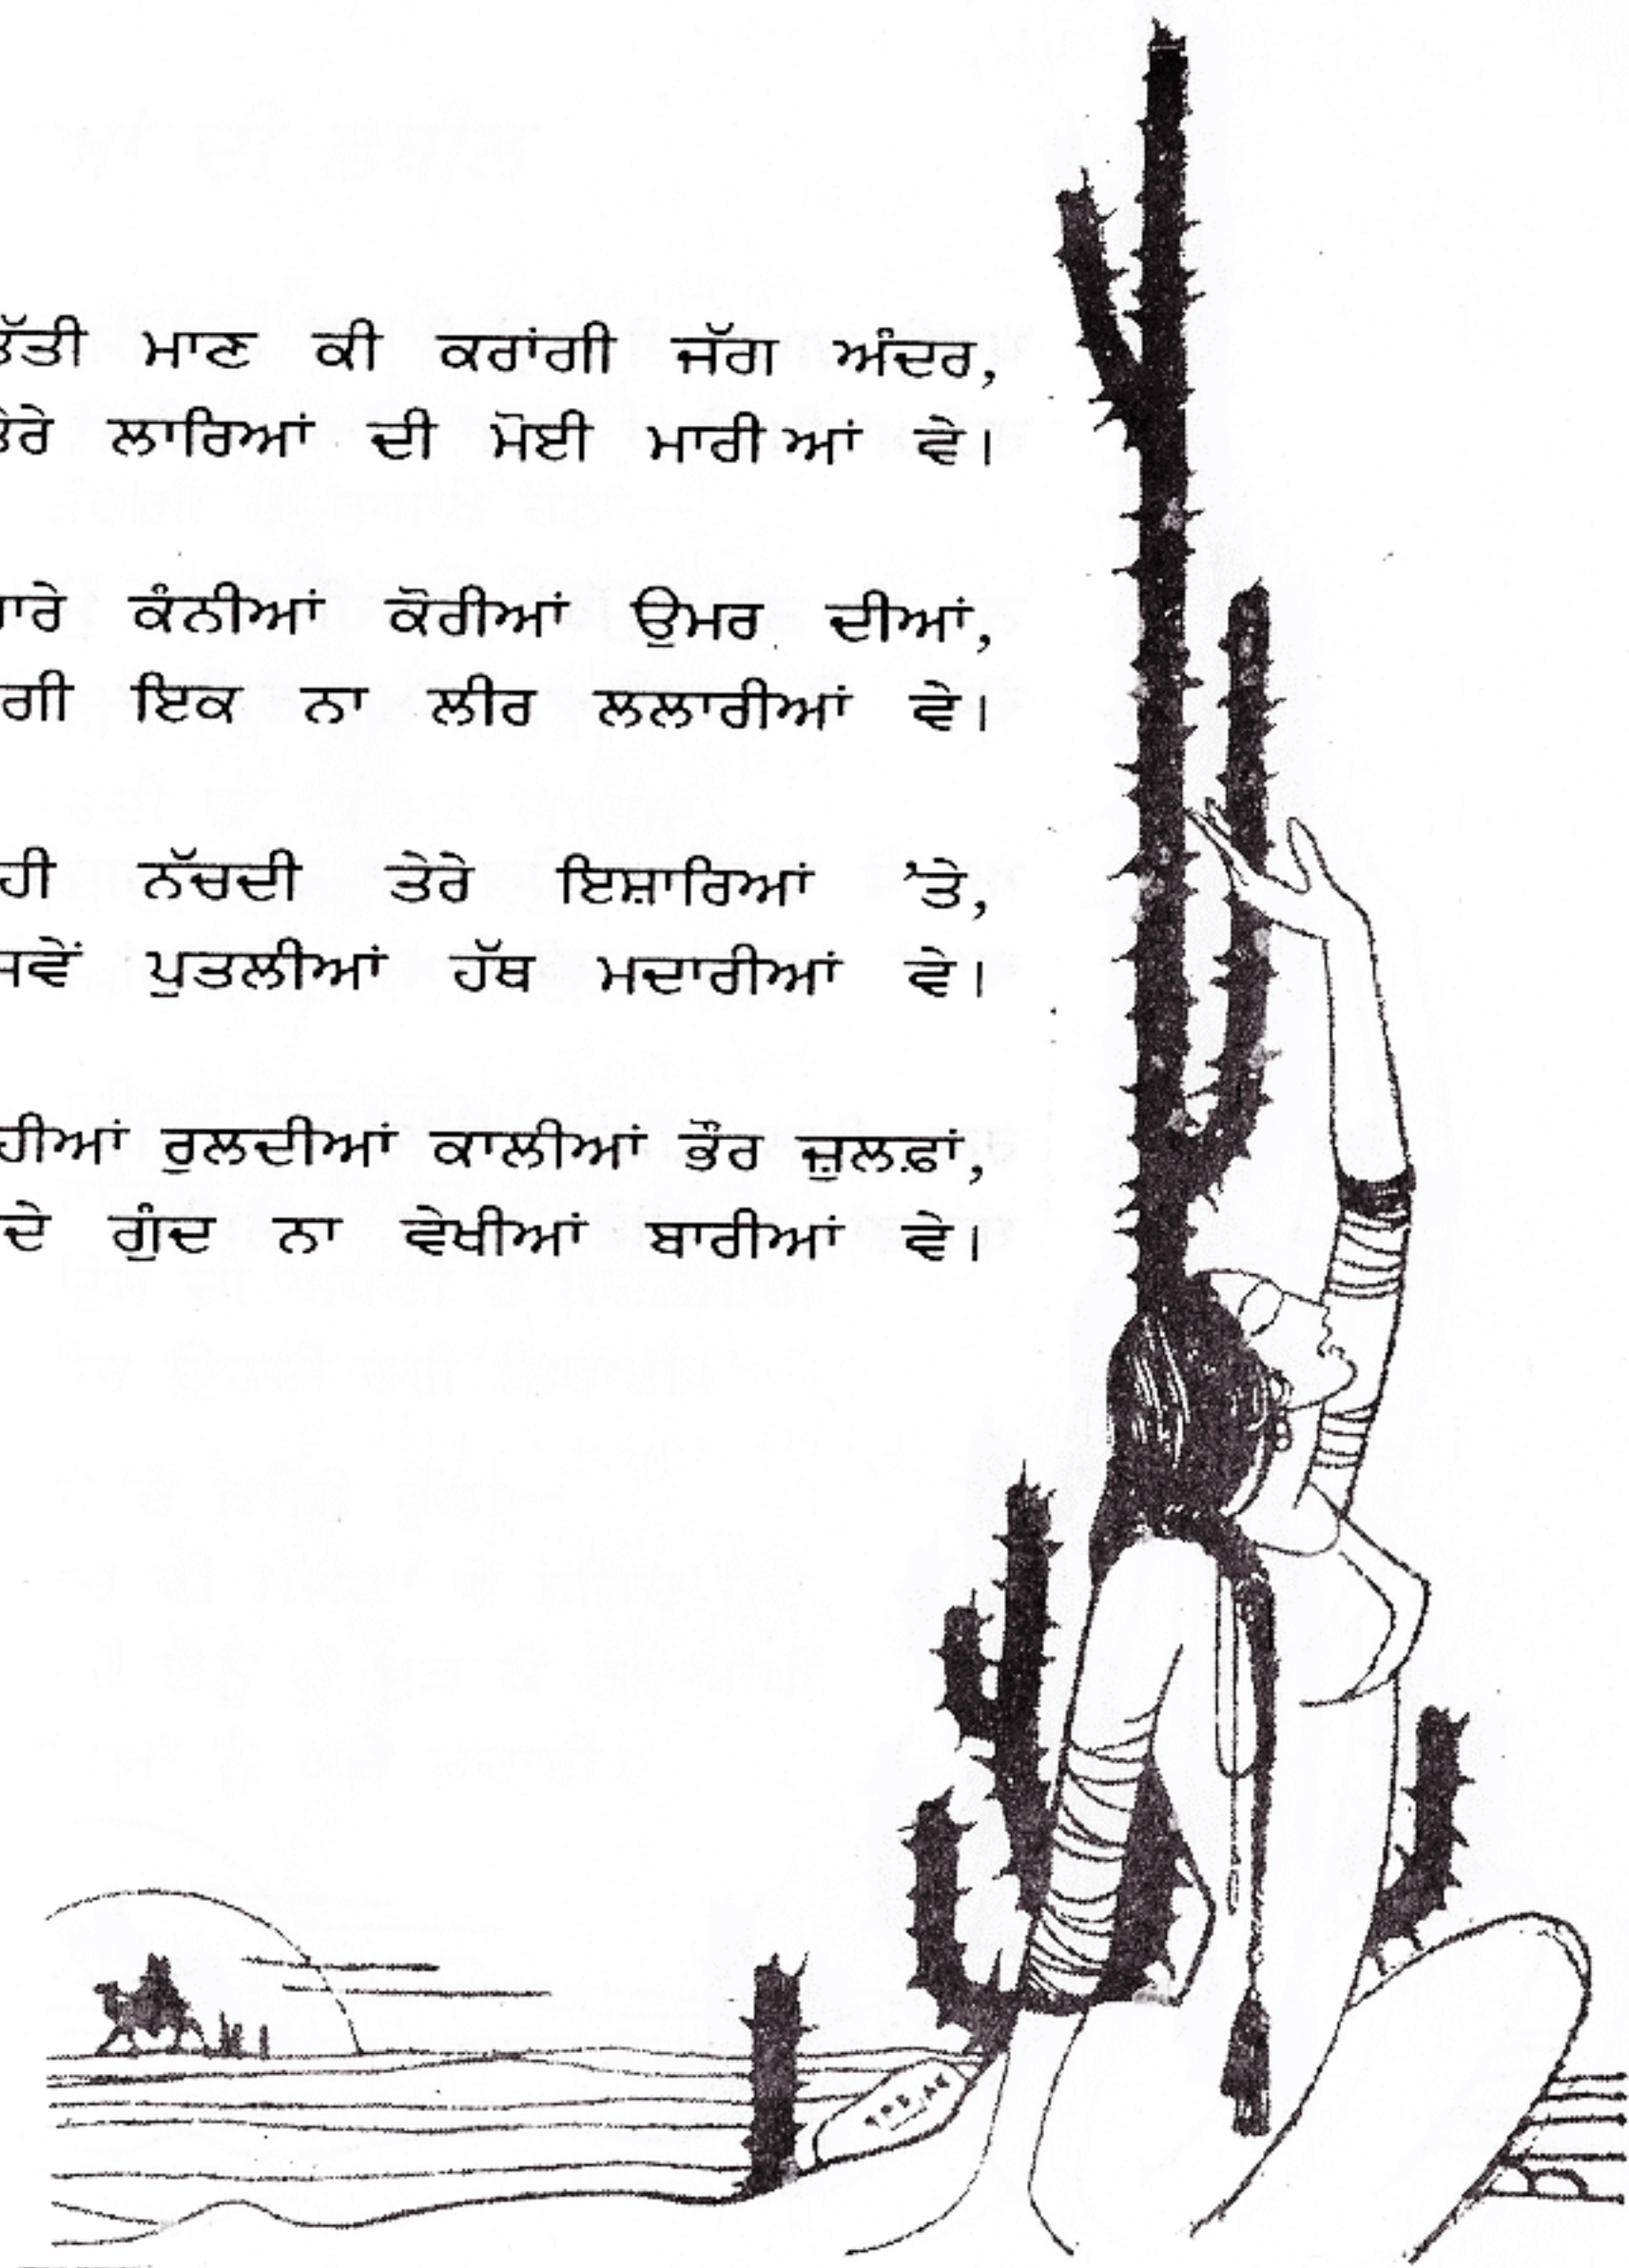 ਤੱਤੀ ਮਾਣ ਕੀ ਕਰਾਂਗੀ ਜੱਗ ਅੰਦਰ,
ਤੇਰੇ ਲਾਰਿਆਂ ਦੀ ਮੋਈ ਮਾਰੀਆਂ ਵੇ।
ਕੰਨੀਆਂ ਕੋਰੀਆਂ ਉਮਰ ਦੀਆਂ,
ਇਕ ਨਾ ਲੀਰ ਲਲਾਰੀਆਂ ਵੇ।
ਨੱਚਦੀ ਤੇਰੇ ਇਸ਼ਾਰਿਆਂ ’ਤੇ,
ਪੁਤਲੀਆਂ ਹੱਥ ਮਦਾਰੀਆਂ ਵੇ।
ਰੁਲਦੀਆਂ ਕਾਲੀਆਂ ਭੌਰ ਜ਼ੁਲਫ਼ਾਂ,
ਦੇ ਗੁੰਦ ਨਾ ਵੇਖੀਆਂ ਬਾਰੀਆਂ ਵੇ।